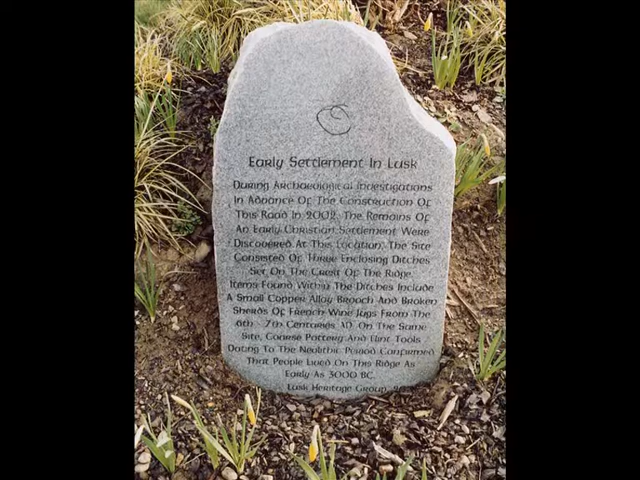 Early Settlement In Lusk
During Archaeological Investigations
In Advance Of The Construction Of
This Road In 2002, The Remains Of
An Early Christian Settlement Were
Discovered At This Location. The Site
Consisted Of Three Enclosing Ditches
Set On The Crest Of The Ridge.
Items Found Within The Ditches Include
A Small Copper Alloy Brooch And Broken
Sherds Of French Wine Jugs From The
6th - 7th Centuries AD. On The Same
Site, Coarse Pottery And Flint Tools
Dating To The Neolithic Period Confirmed
That People Lived On This Ridge As
Early As 3000 BC.
Lusk Heritage Group,